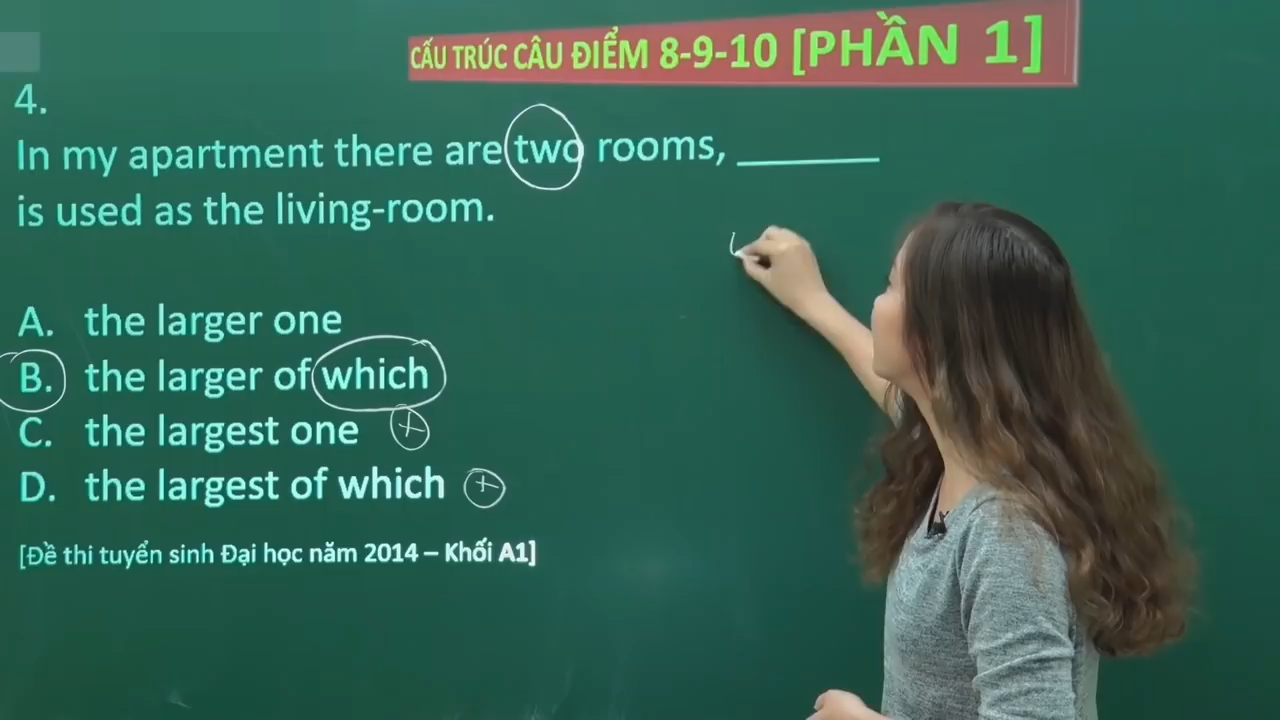 CẤU TRÚC CÂU ĐIỂM 8-9-10 [PHẦN 1]
4.
In my apartment there are two rooms, ______
is used as the living-room.
A. the larger one
B. the larger of which
C. the largest one
D. the largest of which
[Đề thi tuyển sinh Đại học năm 2014 – Khối A1]